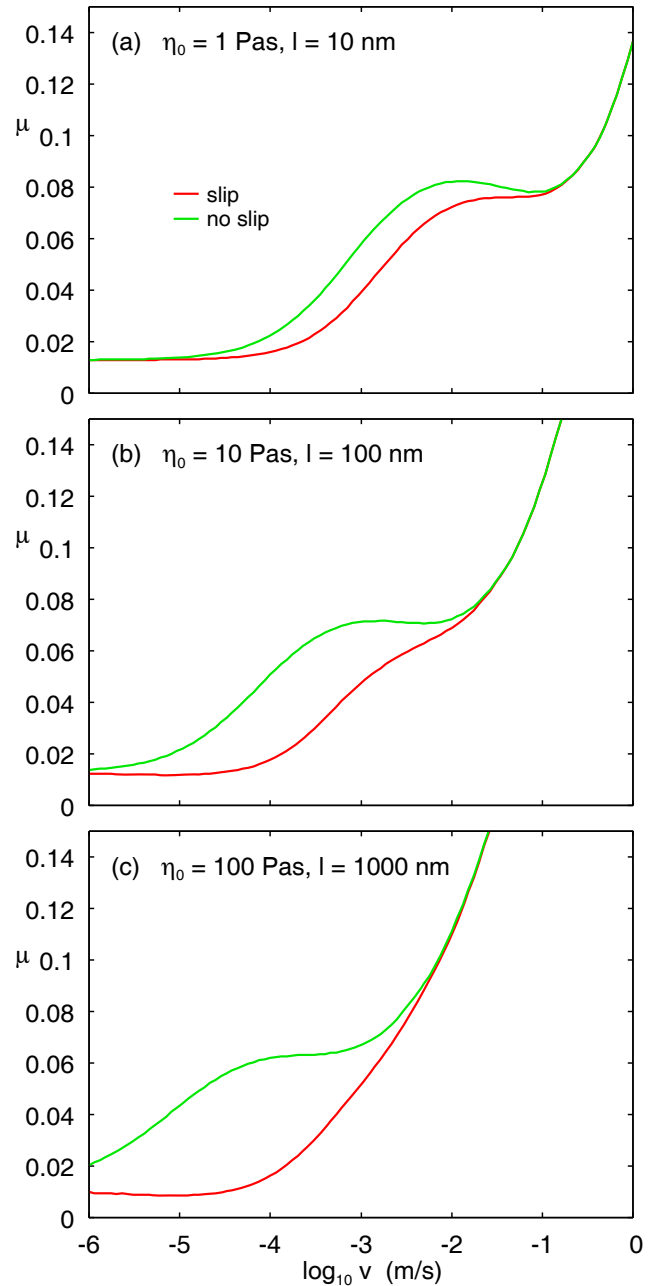 0.14
(a) η₀ = 1 Pas, l = 10 nm
0.12
μ 0.1
0.08
slip
no slip
0.06
0.04
0.02
0
0.14
(b) η₀ = 10 Pas, l = 100 nm
0.12
μ 0.1
0.08
0.06
0.04
0.02
0
0.14
(c) η₀ = 100 Pas, l = 1000 nm
0.12
μ 0.1
0.08
0.06
0.04
0.02
0
-6 -5 -4 -3 -2 -1 0
log₁₀ v (m/s)